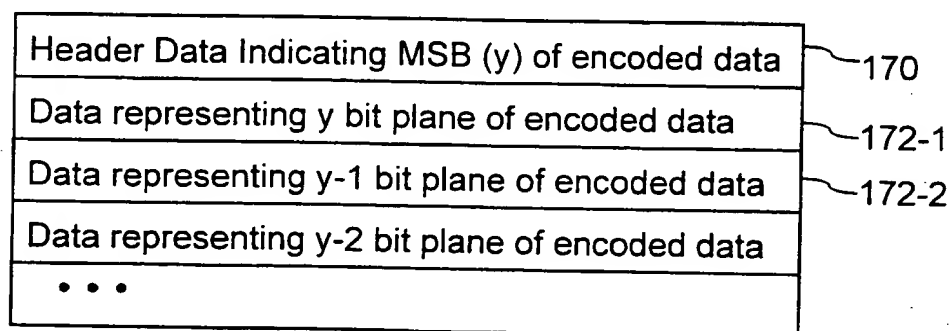 Header Data Indicating MSB (y) of encoded data 170
Data representing y bit plane of encoded data 172-1
Data representing y-1 bit plane of encoded data 172-2
Data representing y-2 bit plane of encoded data
• • •